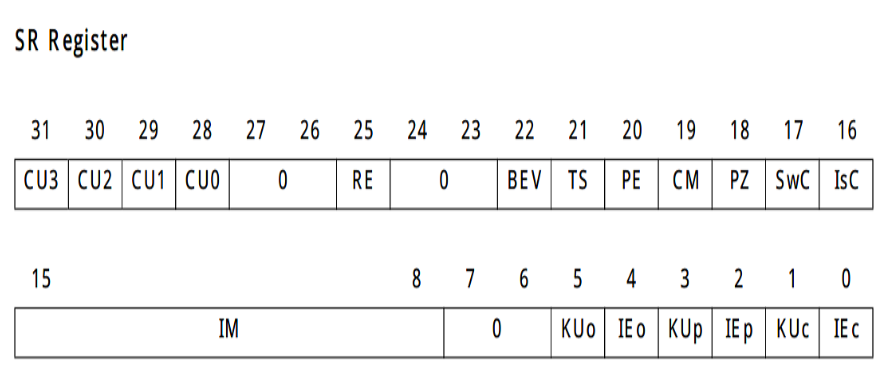 SR Register
31 30 29 28 27 26 25 24 23 22 21 20 19 18 17 16
CU3 CU2 CU1 CU0 0 RE 0 BEV TS PE CM PZ SwC IsC
15 8 7 6 5 4 3 2 1 0
IM 0 KUo IEo KUp IEp KUc IEc